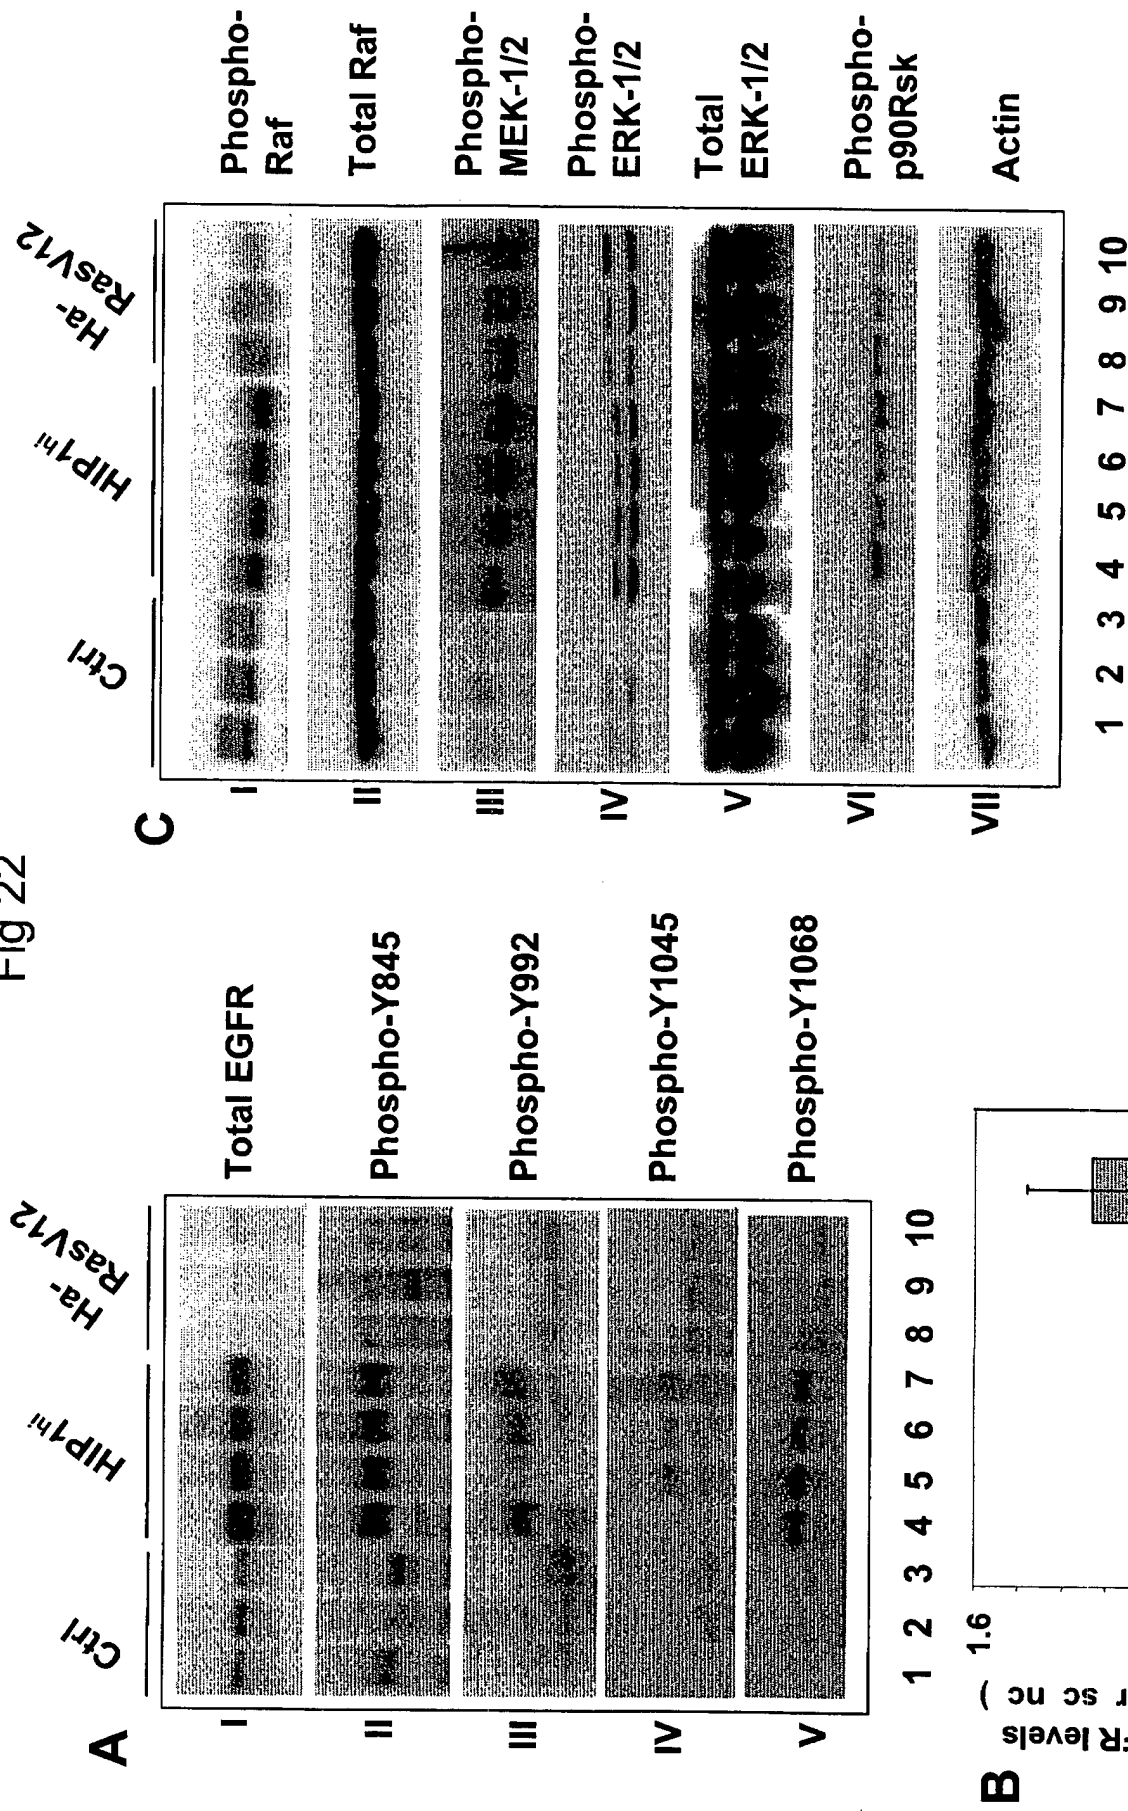 Fig 22
A
Ctrl
HIP1hi
Ha-
RasV12
I
Total EGFR
II
Phospho-Y845
III
Phospho-Y992
IV
Phospho-Y1045
V
Phospho-Y1068
1 2 3 4 5 6 7 8 9 10
B
R levels
r sc nc )
1.6
C
Ctrl
HIP1hi
Ha-
RasV12
I
Phospho-
Raf
II
Total Raf
III
Phospho-
MEK-1/2
IV
Phospho-
ERK-1/2
V
Total
ERK-1/2
VI
Phospho-
p90Rsk
VII
Actin
1 2 3 4 5 6 7 8 9 10